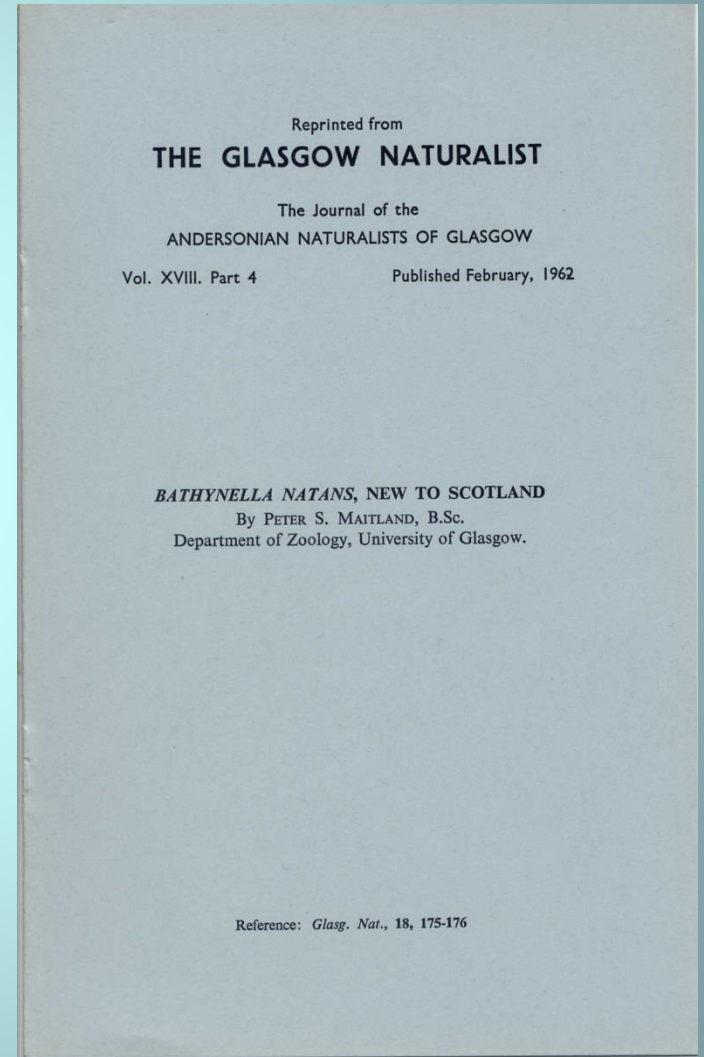 Reprinted from
THE GLASGOW NATURALIST
The Journal of the
ANDERSONIAN NATURALISTS OF GLASGOW
Vol. XVIII. Part 4 Published February, 1962
BATHYNELLA NATANS, NEW TO SCOTLAND
By PETER S. MAITLAND, B.Sc.
Department of Zoology, University of Glasgow.
Reference: Glasg. Nat., 18, 175-176